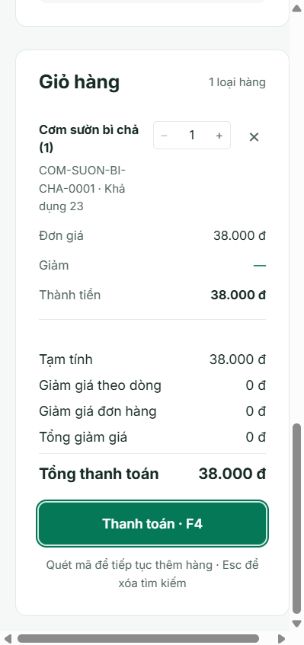 Giỏ hàng 1 loại hàng
Cơm sườn bì chả − 1 + ×
(1)
COM-SUON-BI-
CHA-0001 · Khả
dụng 23
Đơn giá 38.000 đ
Giảm —
Thành tiền 38.000 đ
Tạm tính 38.000 đ
Giảm giá theo dòng 0 đ
Giảm giá đơn hàng 0 đ
Tổng giảm giá 0 đ
Tổng thanh toán 38.000 đ
Thanh toán · F4
Quét mã để tiếp tục thêm hàng · Esc để
xóa tìm kiếm